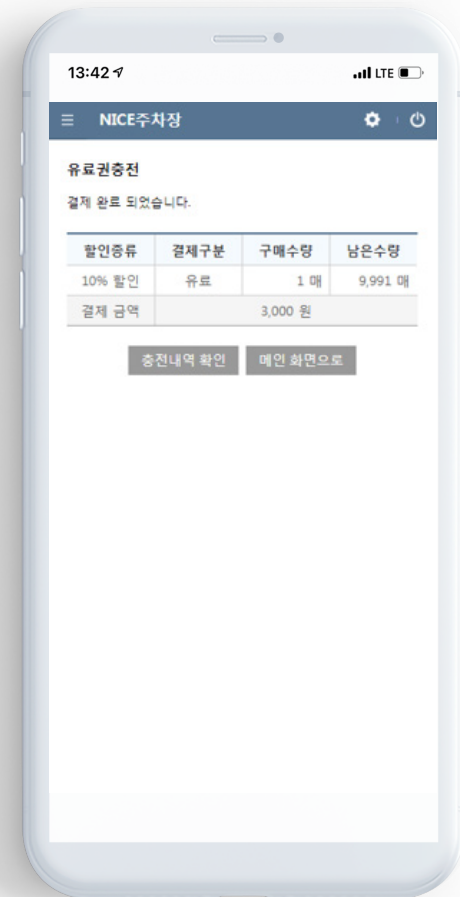 13:42
LTE
NICE주차장
유료권충전
결제 완료 되었습니다.
할인종류 결제구분 구매수량 남은수량
10% 할인 유료 1 매 9,991 매
결제 금액 3,000 원
충전내역 확인 메인 화면으로